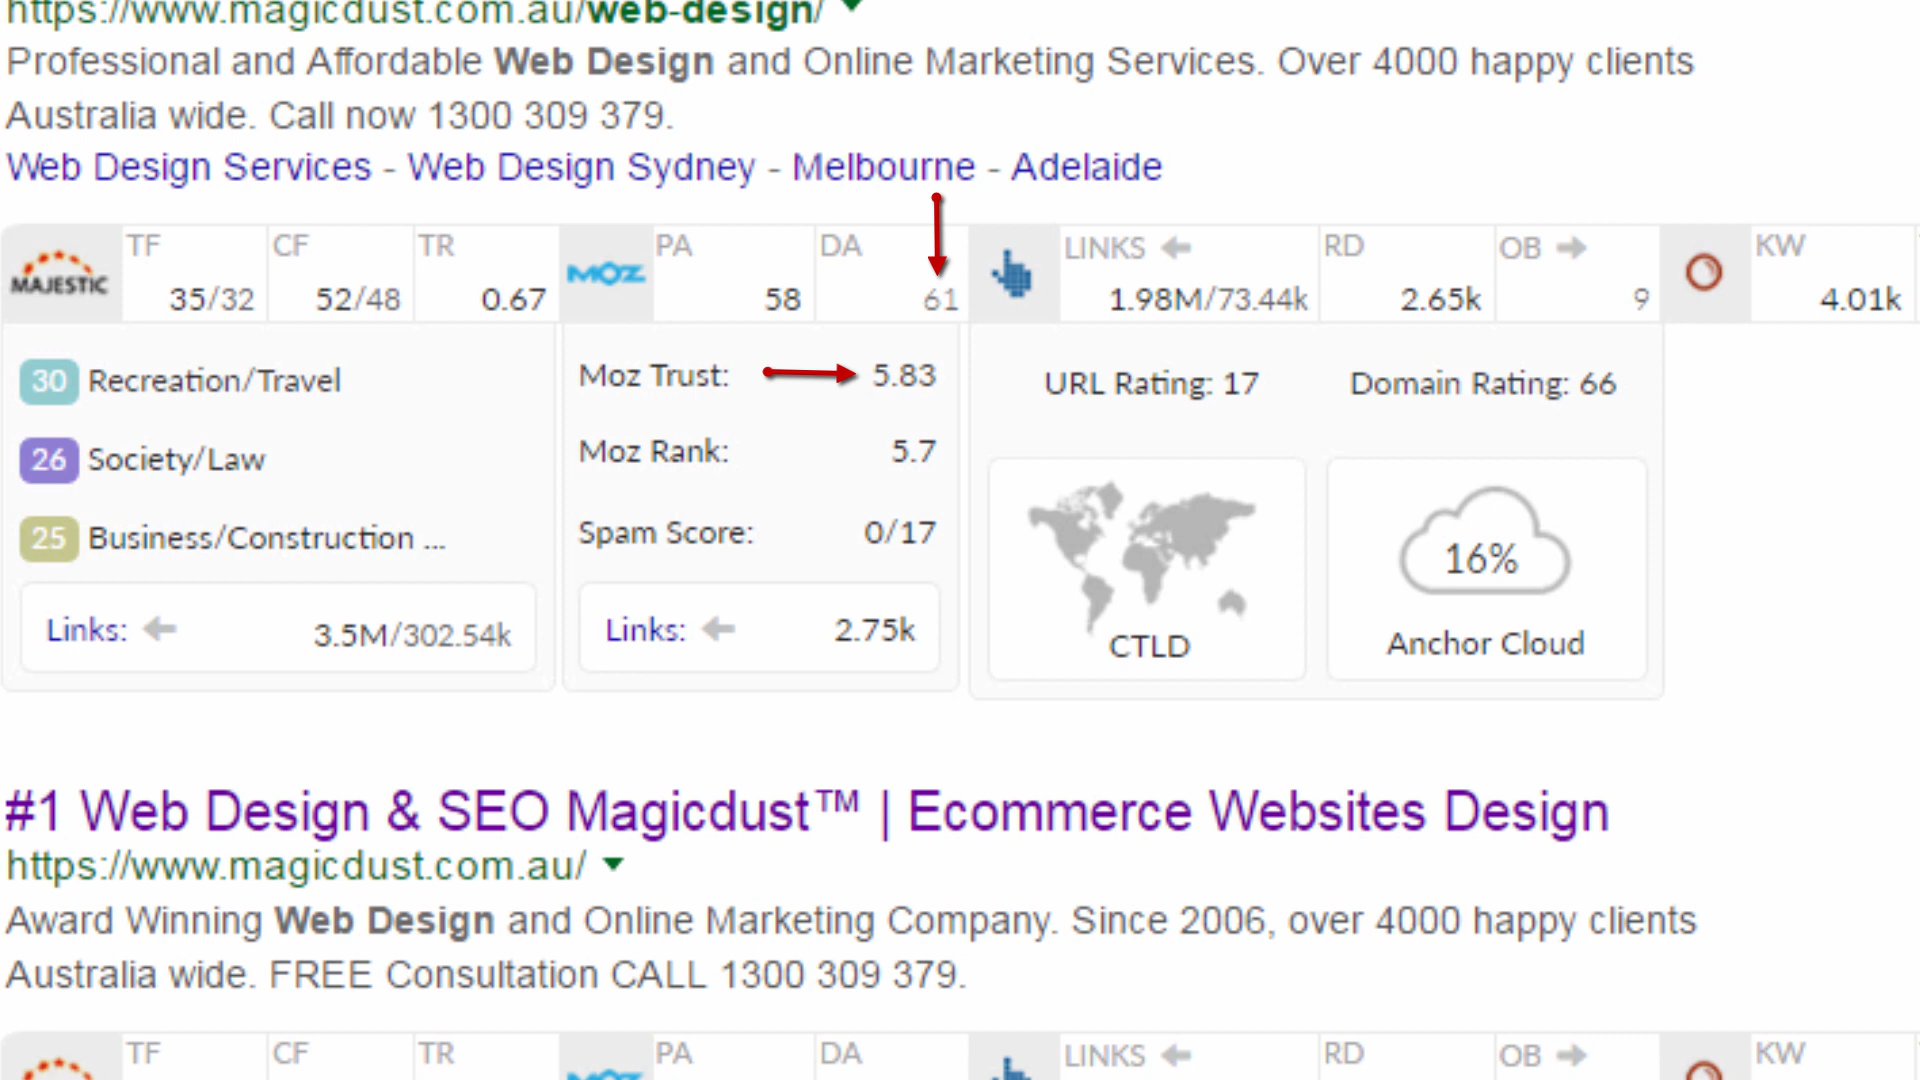 https://www.magicdust.com.au/web-design/
Professional and Affordable Web Design and Online Marketing Services. Over 4000 happy clients
Australia wide. Call now 1300 309 379.
Web Design Services - Web Design Sydney - Melbourne - Adelaide
MAJESTIC TF 35/32 CF 52/48 TR 0.67 MOZ PA 58 DA 61 LINKS 1.98M/73.44k RD 2.65k OB 9 KW 4.01k
30 Recreation/Travel
26 Society/Law
25 Business/Construction ...
Links: 3.5M/302.54k
Moz Trust: 5.83
Moz Rank: 5.7
Spam Score: 0/17
Links: 2.75k
URL Rating: 17 Domain Rating: 66
CTLD
16%
Anchor Cloud
#1 Web Design & SEO Magicdust™ | Ecommerce Websites Design
https://www.magicdust.com.au/
Award Winning Web Design and Online Marketing Company. Since 2006, over 4000 happy clients
Australia wide. FREE Consultation CALL 1300 309 379.
TF CF TR MOZ PA DA LINKS RD OB KW